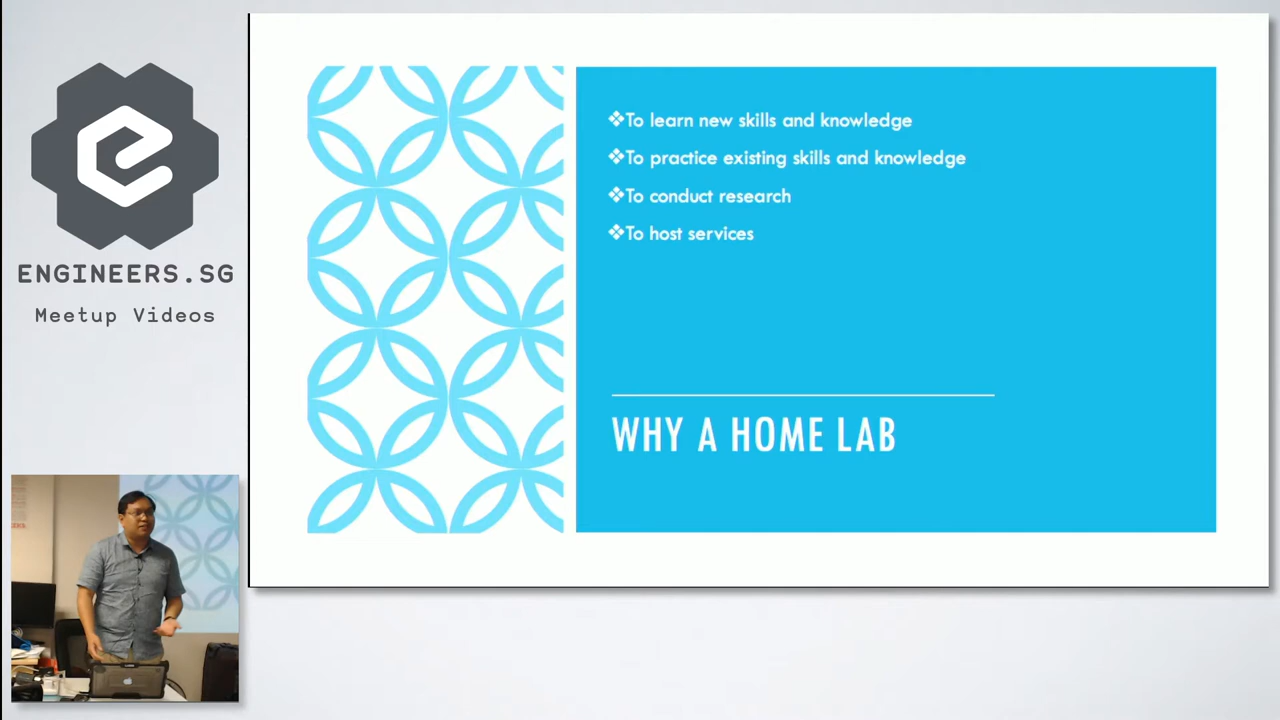 ENGINEERS.SG
Meetup Videos
❖To learn new skills and knowledge
❖To practice existing skills and knowledge
❖To conduct research
❖To host services
WHY A HOME LAB